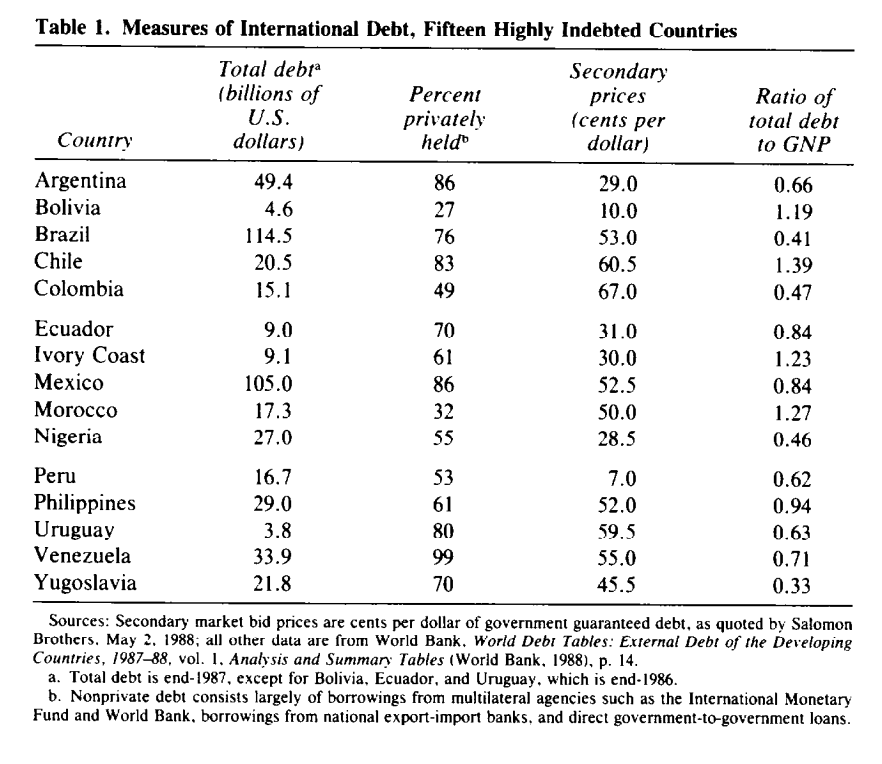 Table 1. Measures of International Debt, Fifteen Highly Indebted Countries
Total debtᵃ
(billions of
U.S.
dollars)
Percent
privately
heldᵇ
Secondary
prices
(cents per
dollar)
Ratio of
total debt
to GNP
Country
Argentina 49.4 86 29.0 0.66
Bolivia 4.6 27 10.0 1.19
Brazil 114.5 76 53.0 0.41
Chile 20.5 83 60.5 1.39
Colombia 15.1 49 67.0 0.47
Ecuador 9.0 70 31.0 0.84
Ivory Coast 9.1 61 30.0 1.23
Mexico 105.0 86 52.5 0.84
Morocco 17.3 32 50.0 1.27
Nigeria 27.0 55 28.5 0.46
Peru 16.7 53 7.0 0.62
Philippines 29.0 61 52.0 0.94
Uruguay 3.8 80 59.5 0.63
Venezuela 33.9 99 55.0 0.71
Yugoslavia 21.8 70 45.5 0.33
Sources: Secondary market bid prices are cents per dollar of government guaranteed debt, as quoted by Salomon
Brothers, May 2, 1988; all other data are from World Bank, World Debt Tables: External Debt of the Developing
Countries, 1987–88, vol. 1, Analysis and Summary Tables (World Bank, 1988), p. 14.
a. Total debt is end-1987, except for Bolivia, Ecuador, and Uruguay, which is end-1986.
b. Nonprivate debt consists largely of borrowings from multilateral agencies such as the International Monetary
Fund and World Bank, borrowings from national export-import banks, and direct government-to-government loans.